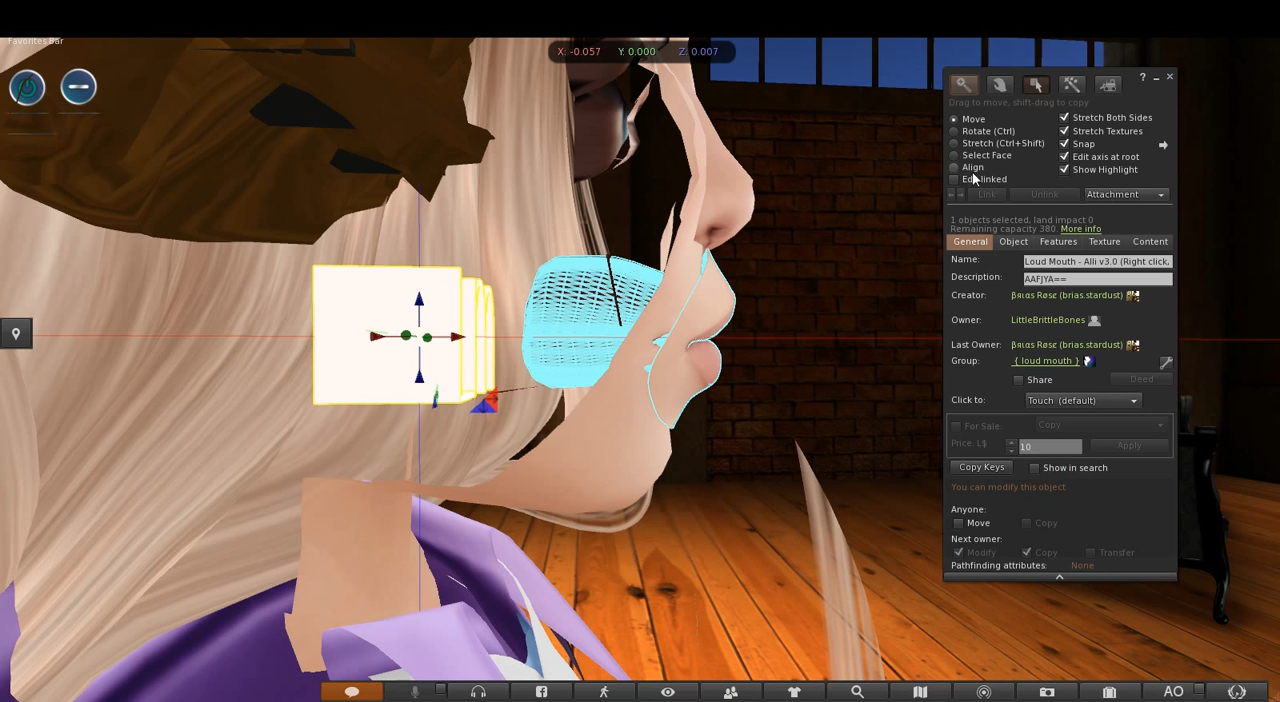 Favorites Bar
X: -0.057 Y: 0.000 Z: 0.007
? _ ×
Drag to move, shift-drag to copy
Move
Rotate (Ctrl)
Stretch (Ctrl+Shift)
Select Face
Align
Edit linked
Stretch Both Sides
Stretch Textures
Snap
Edit axis at root
Show Highlight
Link Unlink Attachment
1 objects selected, land impact 0
Remaining capacity 380. More info
General Object Features Texture Content
Name: Loud Mouth - Alli v3.0 (Right click,
Description: AAFJYA==
Creator: βяιαѕ Røѕε (brias.stardust)
Owner: LittleBrittleBones
Last Owner: βяιαѕ Røѕε (brias.stardust)
Group: { loud mouth }
Share Deed
Click to: Touch (default)
For Sale: Copy
Price: L$ 10 Apply
Copy Keys Show in search
You can modify this object
Anyone:
Move Copy
Next owner:
Modify Copy Transfer
Pathfinding attributes: None
AO